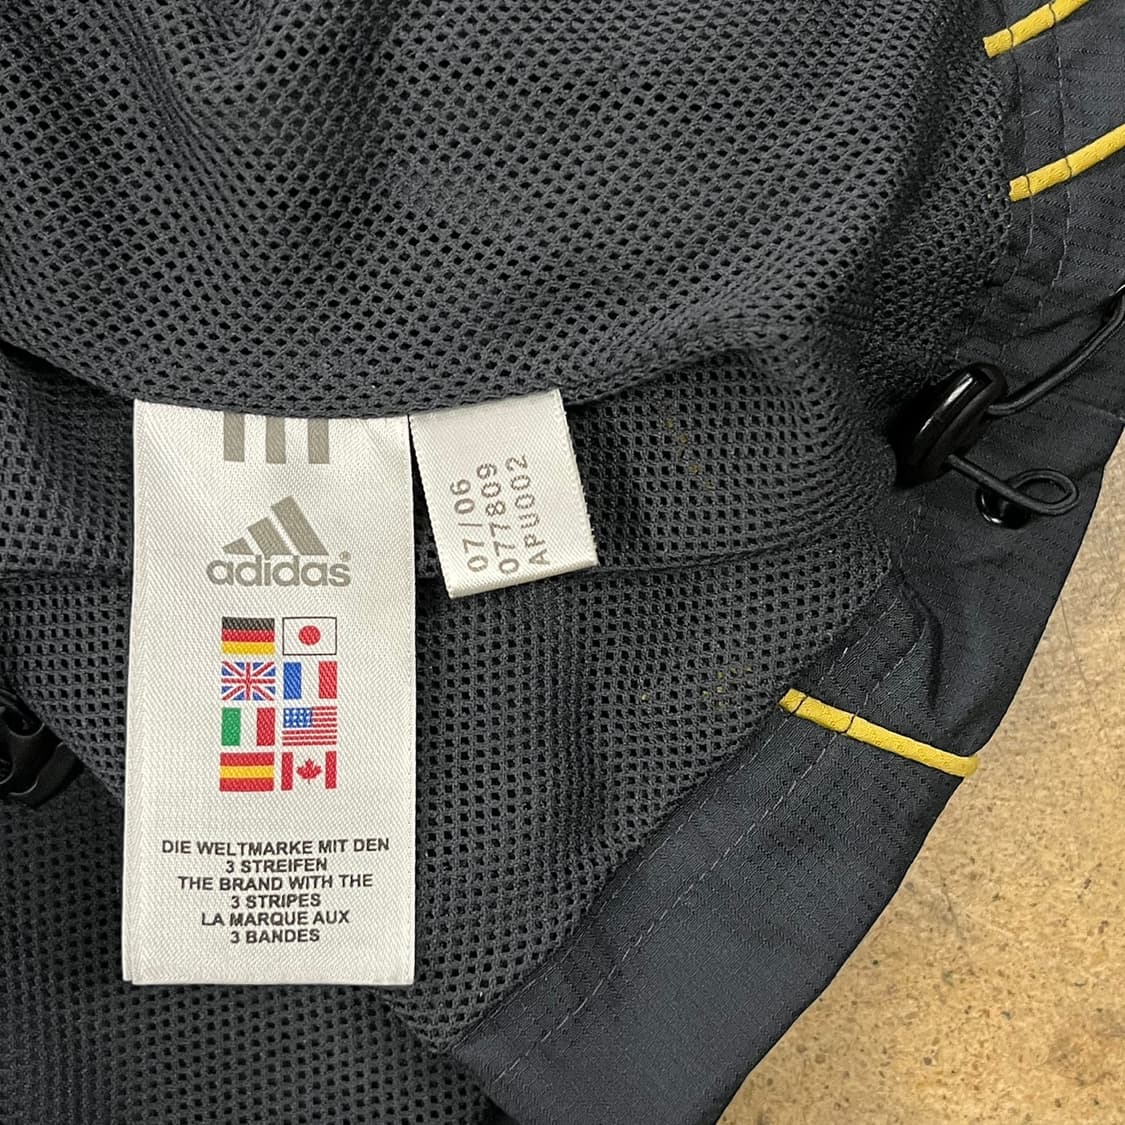 adidas®
DIE WELTMARKE MIT DEN
3 STREIFEN
THE BRAND WITH THE
3 STRIPES
LA MARQUE AUX
3 BANDES
07/06
077809
APU002